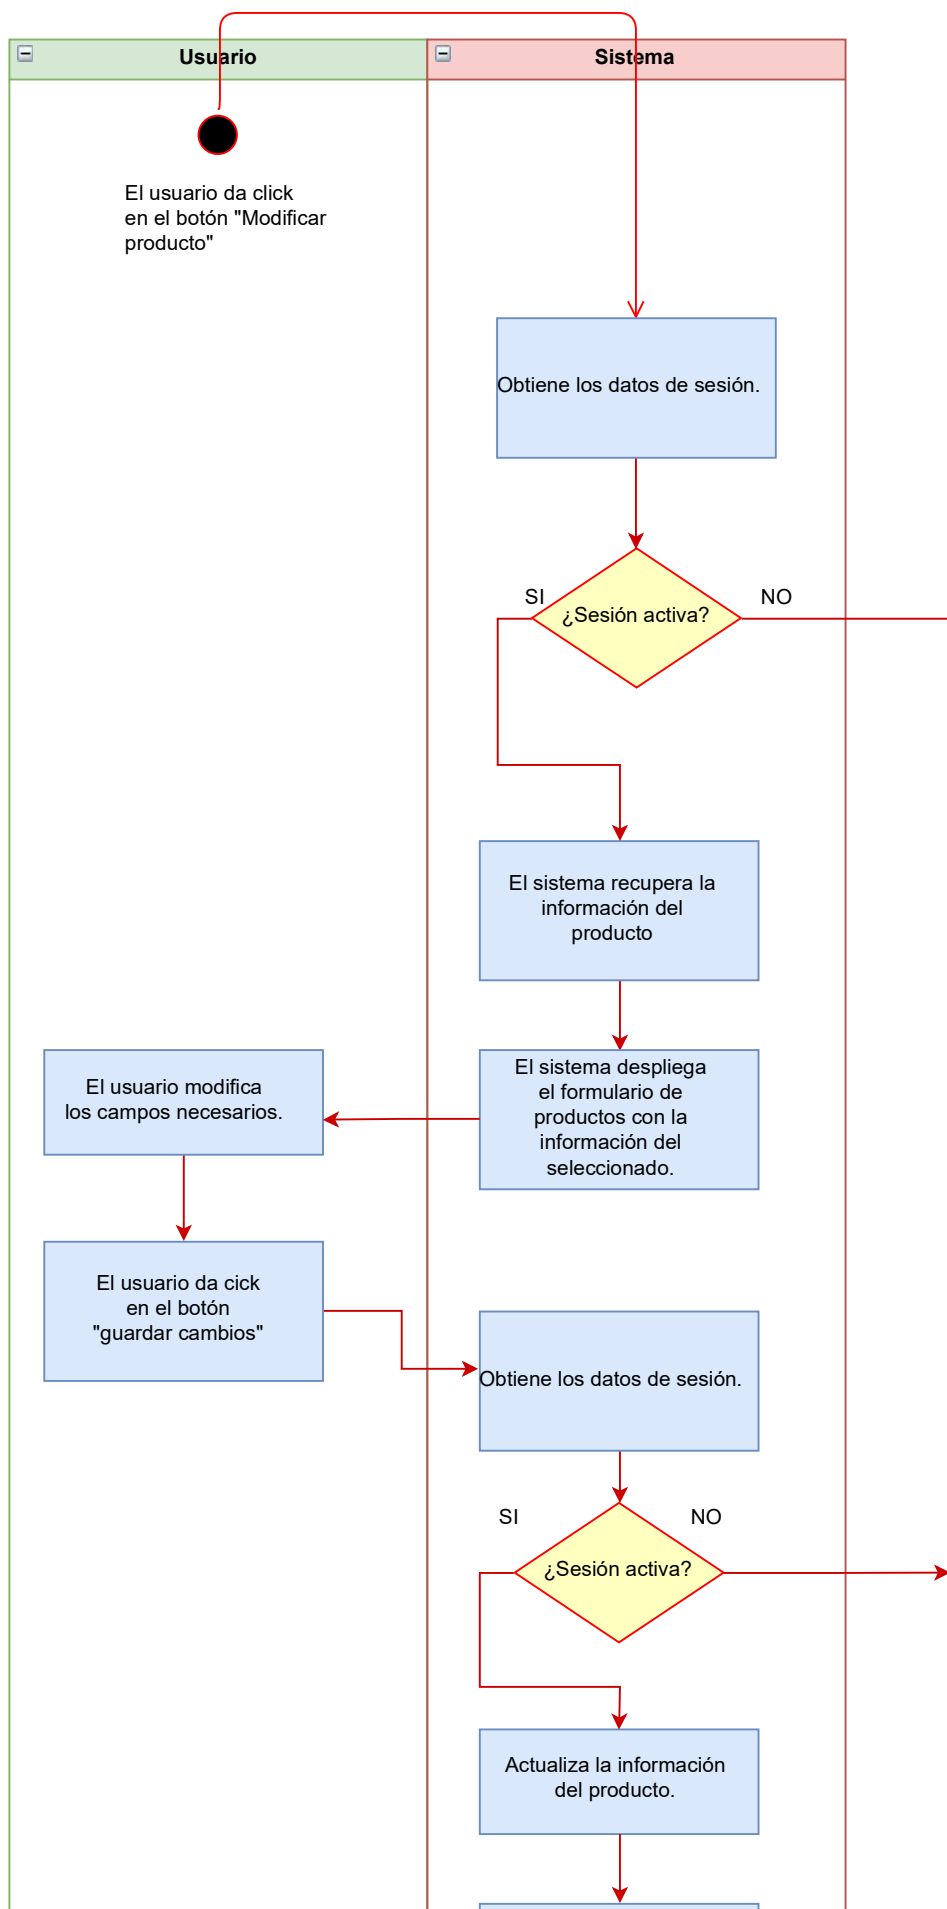 Usuario
Sistema
El usuario da click
en el botón "Modificar
producto"
Obtiene los datos de sesión.
SI
NO
¿Sesión activa?
El sistema recupera la
información del
producto
El usuario modifica
los campos necesarios.
El sistema despliega
el formulario de
productos con la
información del
seleccionado.
El usuario da cick
en el botón
"guardar cambios"
Obtiene los datos de sesión.
SI
NO
¿Sesión activa?
Actualiza la información
del producto.